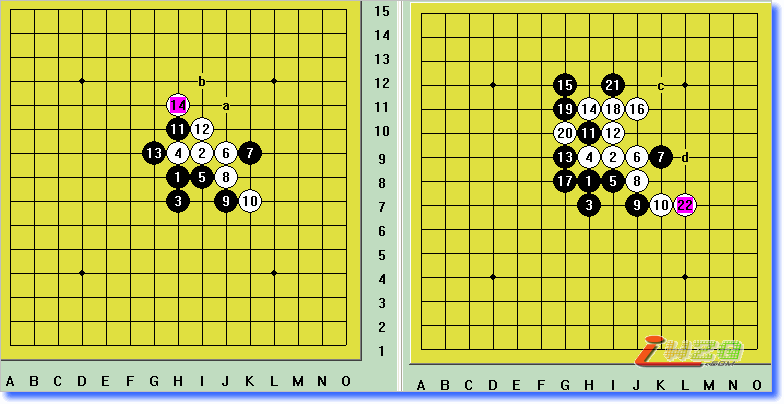 15
14
13
12
11
10
9
8
7
6
5
4
3
2
1
b
14 a
11 12
13 4 2 6 7
1 5 8
3 9 10
A B C D E F G H I J K L M N O
15 21 c
19 14 18 16
20 11 12
13 4 2 6 7 d
17 1 5 8
3 9 10 22
A B C D E F G H I J K L M N O